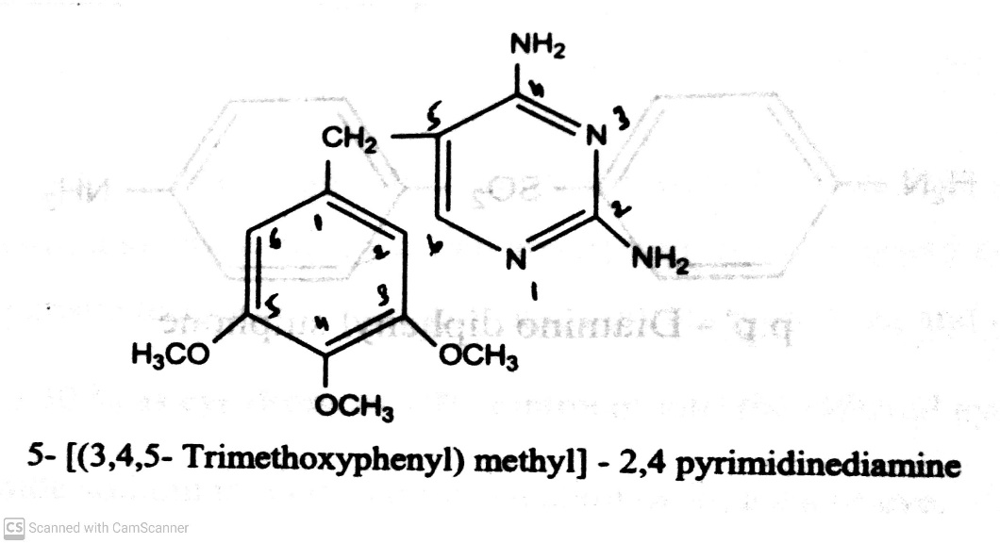 NH₂
4
5
CH₂
N 3
2
6
N
NH₂
1
1
6
2
5
3
4
H₃CO
OCH₃
OCH₃
5- [(3,4,5- Trimethoxyphenyl) methyl] - 2,4 pyrimidinediamine
CS Scanned with CamScanner